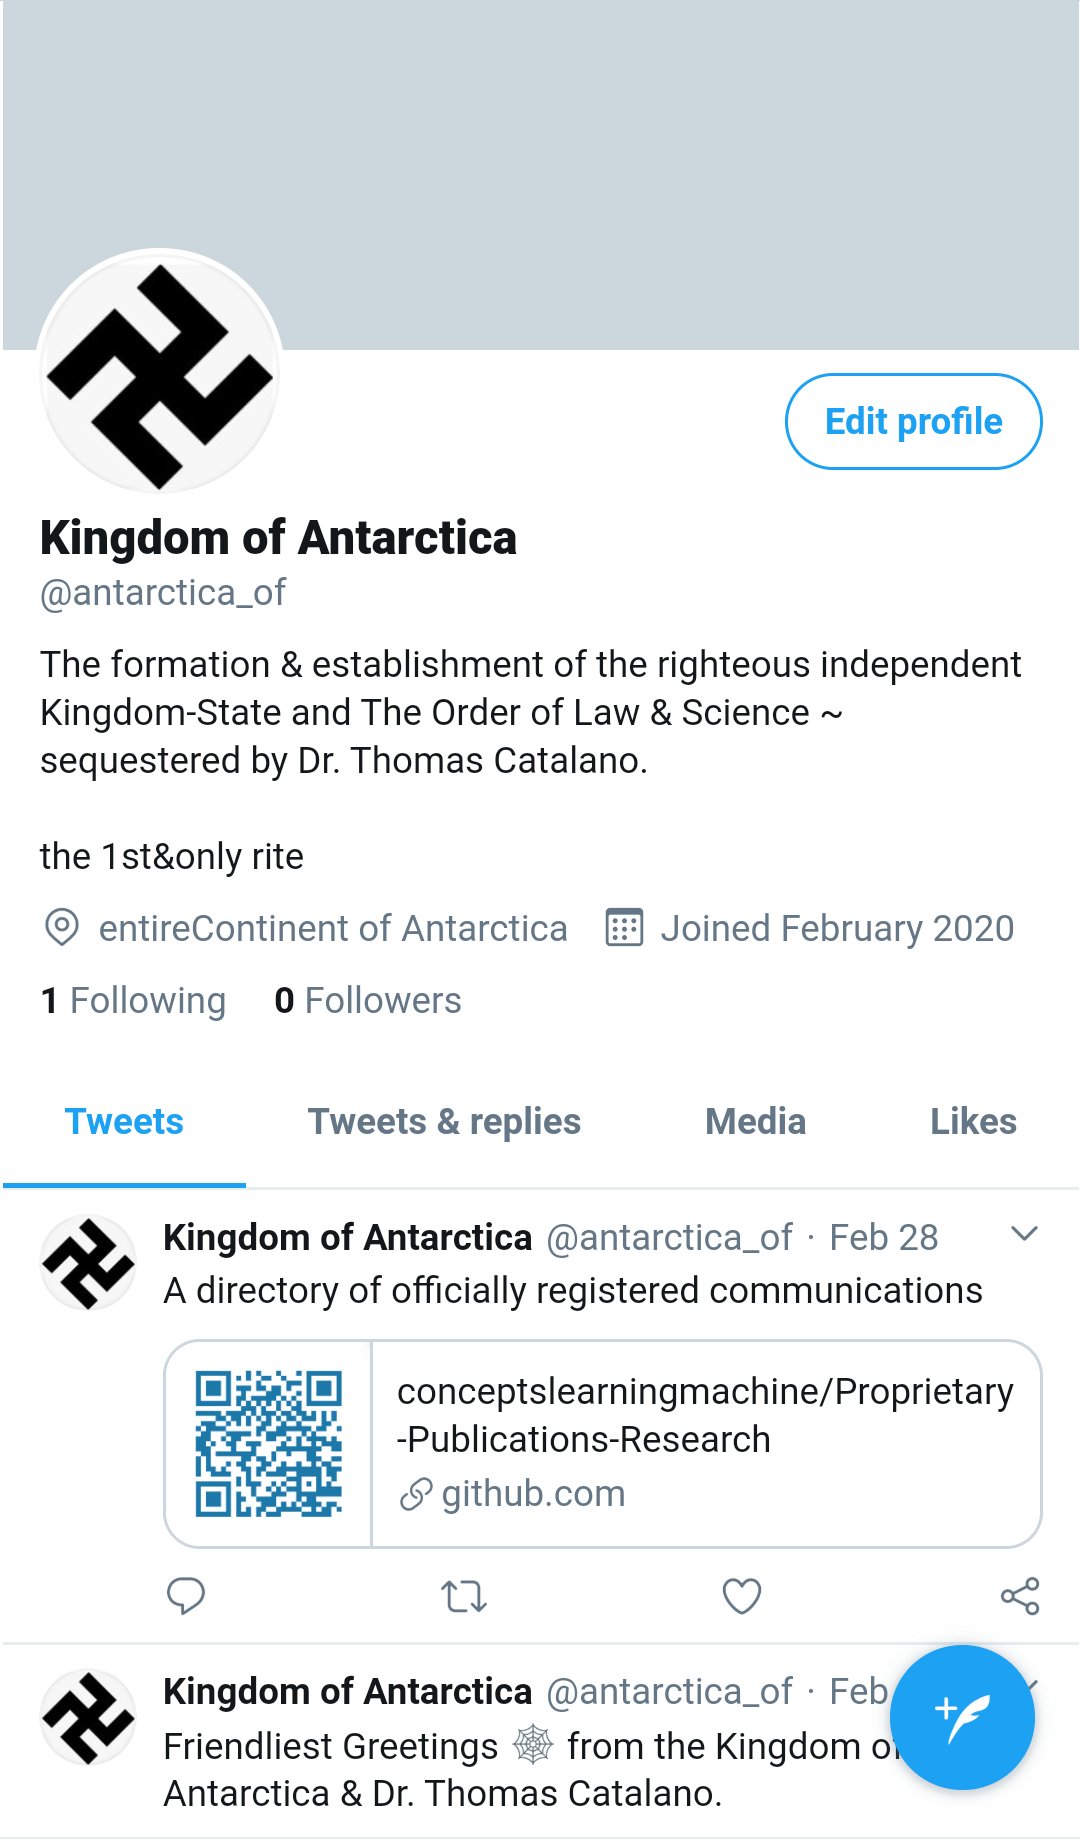 Edit profile
Kingdom of Antarctica
@antarctica_of
The formation & establishment of the righteous independent
Kingdom-State and The Order of Law & Science ~
sequestered by Dr. Thomas Catalano.
the 1st&only rite
entireContinent of Antarctica Joined February 2020
1 Following 0 Followers
Tweets Tweets & replies Media Likes
Kingdom of Antarctica @antarctica_of · Feb 28
A directory of officially registered communications
conceptslearningmachine/Proprietary
-Publications-Research
github.com
Kingdom of Antarctica @antarctica_of · Feb
Friendliest Greetings 🕸 from the Kingdom of
Antarctica & Dr. Thomas Catalano.